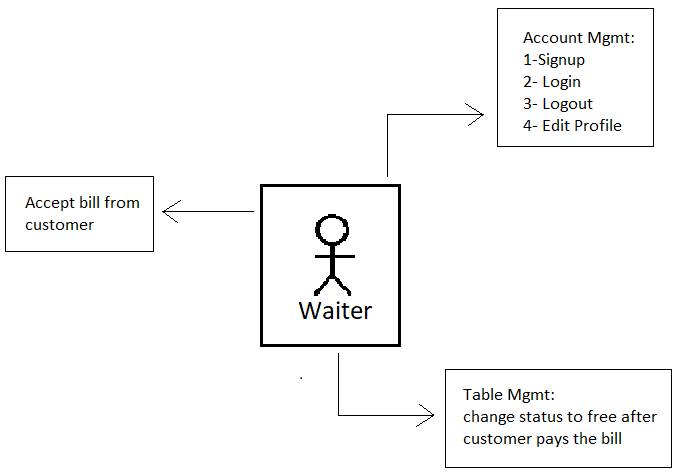 Account Mgmt:
1-Signup
2- Login
3- Logout
4- Edit Profile
Accept bill from
customer
Waiter
Table Mgmt:
change status to free after
customer pays the bill